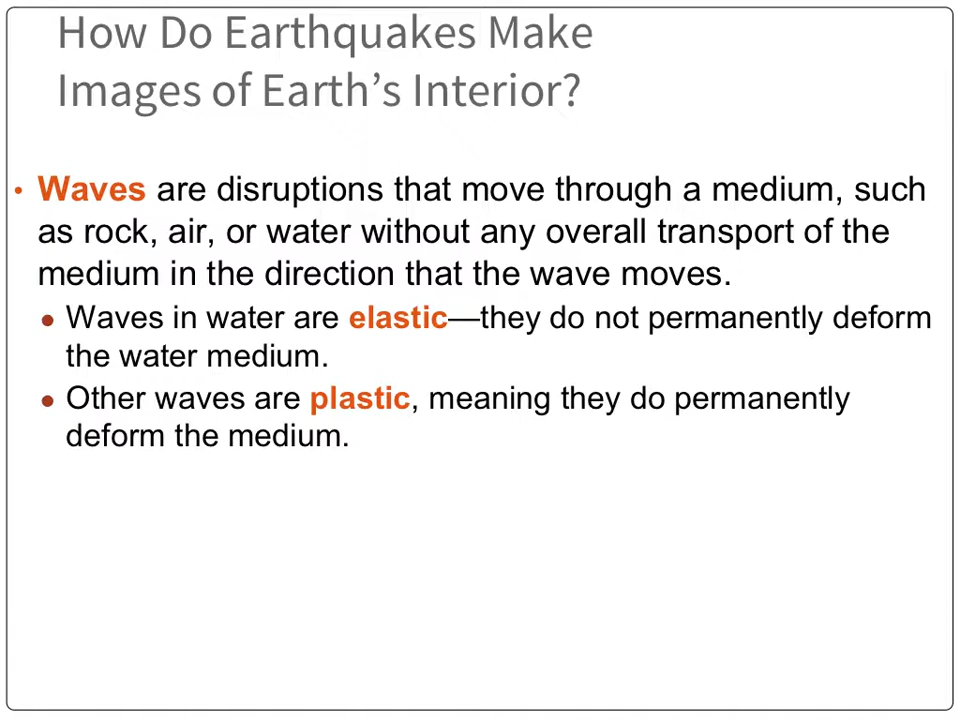 How Do Earthquakes Make
Images of Earth’s Interior?
• Waves are disruptions that move through a medium, such
as rock, air, or water without any overall transport of the
medium in the direction that the wave moves.
● Waves in water are elastic—they do not permanently deform
the water medium.
● Other waves are plastic, meaning they do permanently
deform the medium.